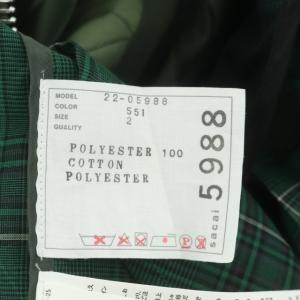 MODEL 22-05988
COLOR 551
SIZE 2
QUALITY
POLYESTER 100
COTTON
POLYESTER
sacai 5988